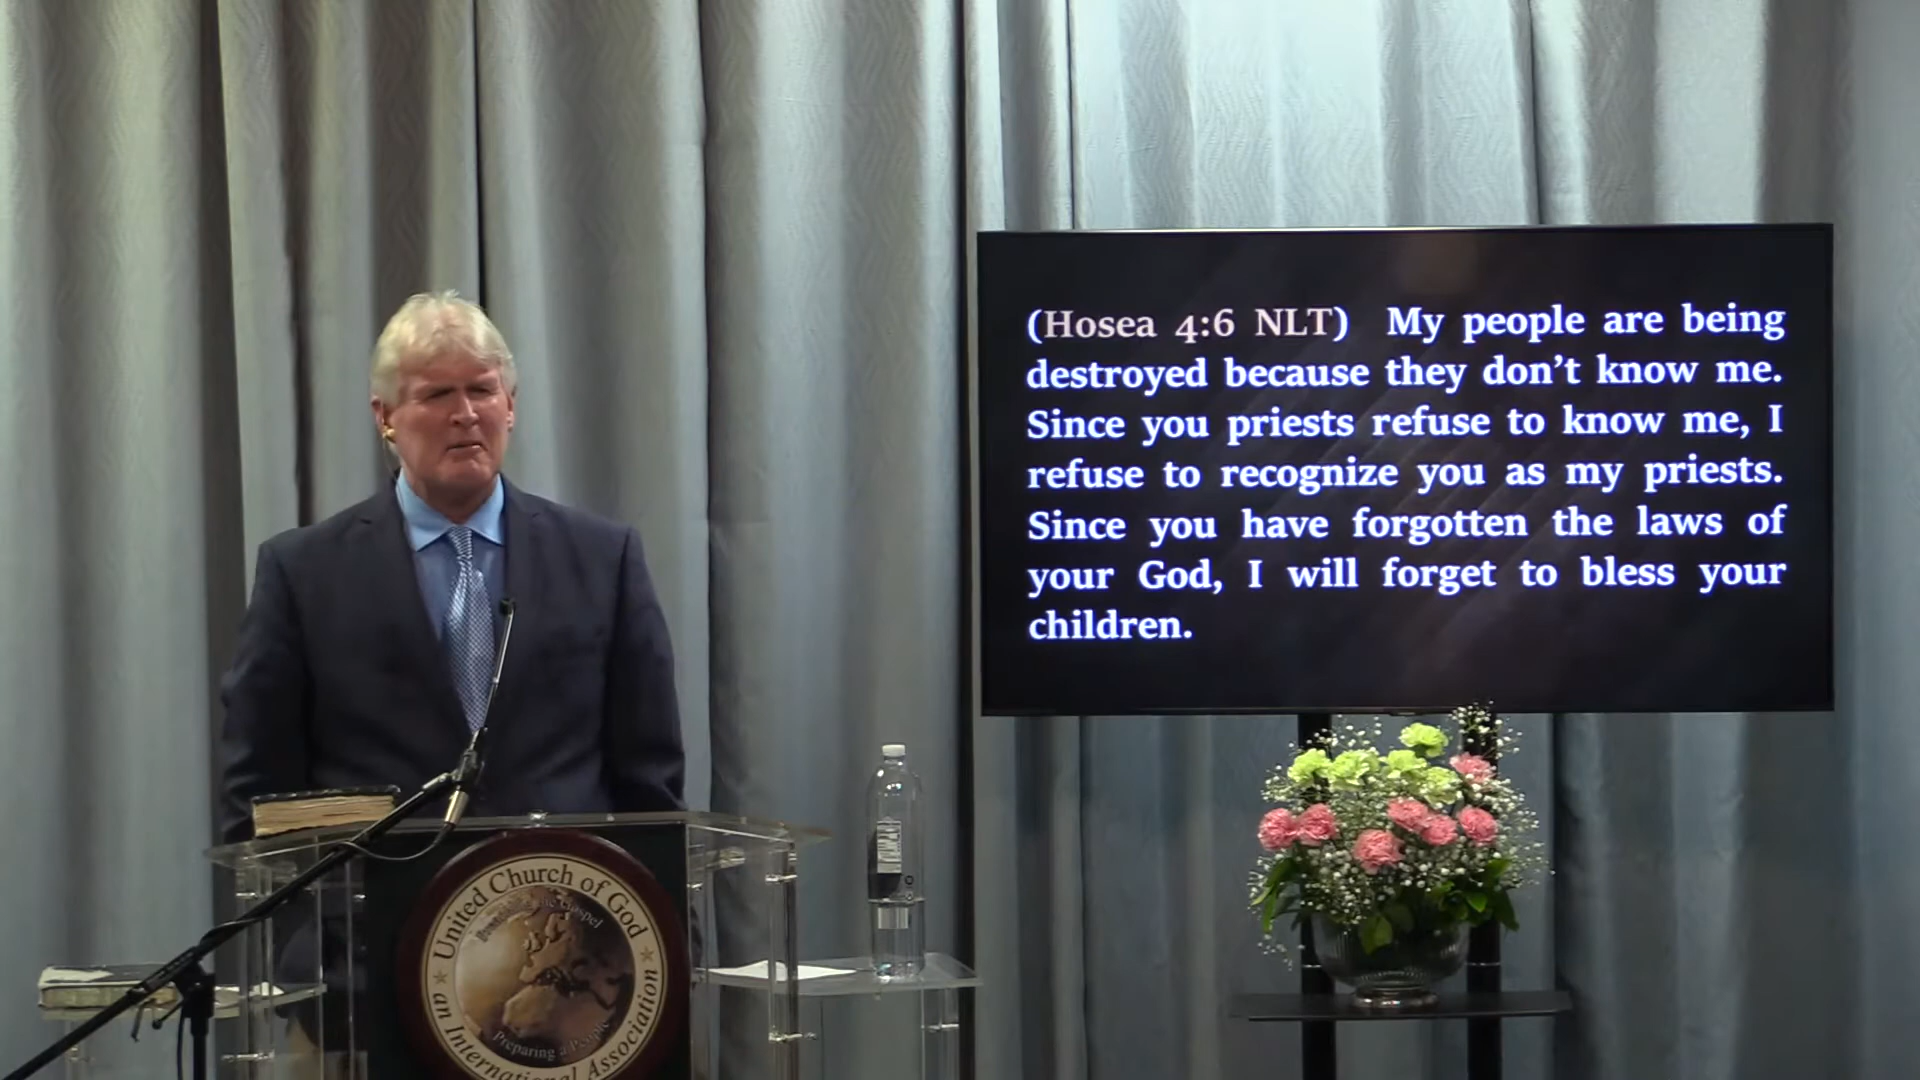 (Hosea 4:6 NLT) My people are being
destroyed because they don't know me.
Since you priests refuse to know me, I
refuse to recognize you as my priests.
Since you have forgotten the laws of
your God, I will forget to bless your
children.
United Church of God
the Gospel
Preparing a People
an International Association